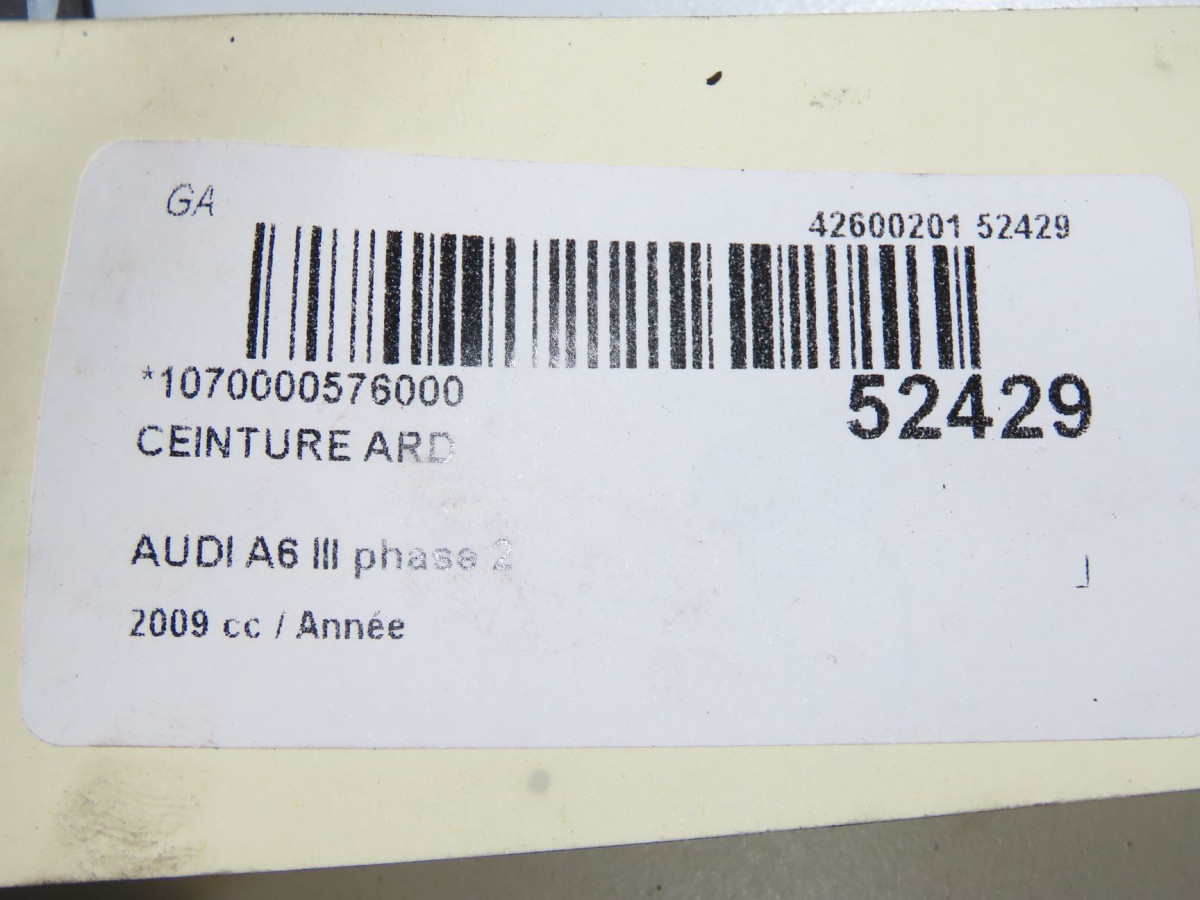 GA
42600201 52429
*1070000576000
52429
CEINTURE ARD
AUDI A6 III phase 2
2009 cc / Année